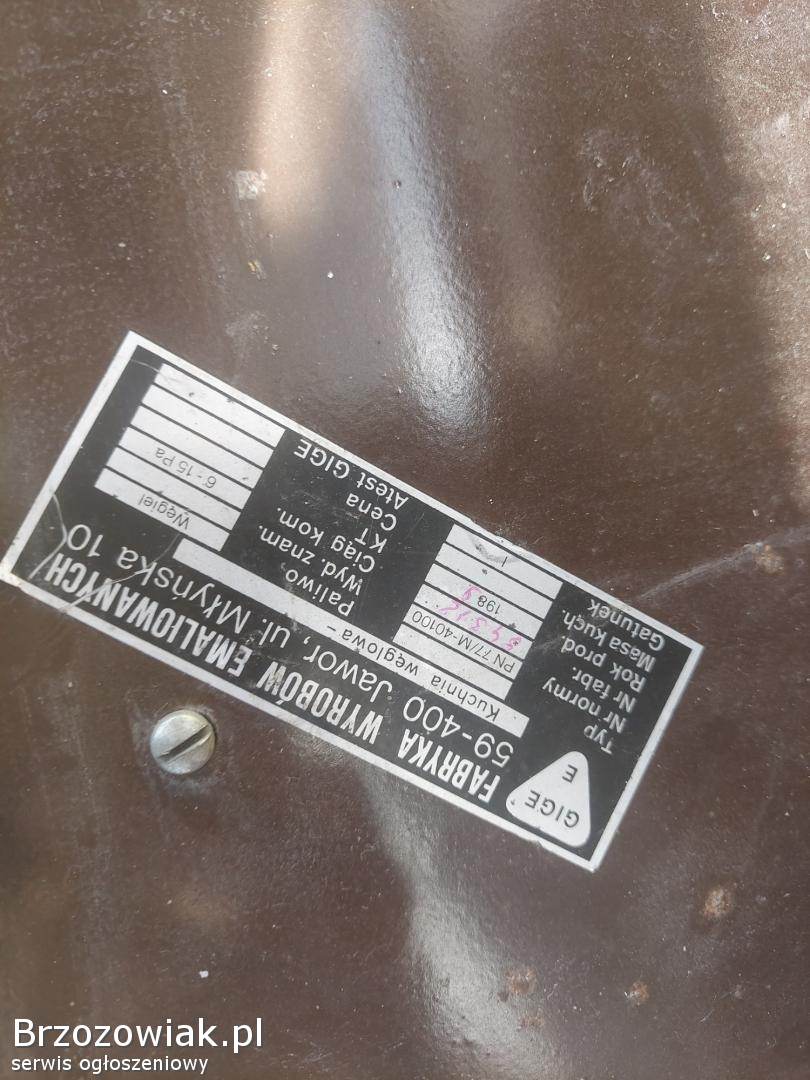 GIGE
E
FABRYKA WYROBÓW EMALIOWANYCH
59-400 Jawor, ul. Młyńska 10
Typ Kuchnia węglowa –
Nr normy PN 77/M-40100
Nr fabr.
Rok prod. 1989
Masa kuch.
Gatunek I
Paliwo Węgiel
Wyd. znam.
Ciąg kom. 6-15 Pa
KT
Cena
Atest GIGE
Brzozowiak.pl
serwis ogłoszeniowy